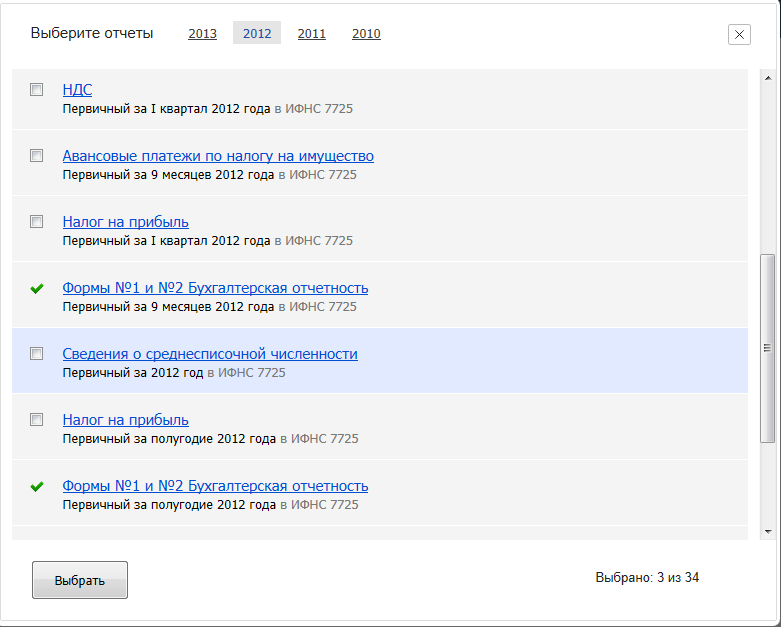 Выберите отчеты 2013 2012 2011 2010
НДС
Первичный за I квартал 2012 года в ИФНС 7725
Авансовые платежи по налогу на имущество
Первичный за 9 месяцев 2012 года в ИФНС 7725
Налог на прибыль
Первичный за I квартал 2012 года в ИФНС 7725
Формы №1 и №2 Бухгалтерская отчетность
Первичный за 9 месяцев 2012 года в ИФНС 7725
Сведения о среднесписочной численности
Первичный за 2012 год в ИФНС 7725
Налог на прибыль
Первичный за полугодие 2012 года в ИФНС 7725
Формы №1 и №2 Бухгалтерская отчетность
Первичный за полугодие 2012 года в ИФНС 7725
Выбрать
Выбрано: 3 из 34